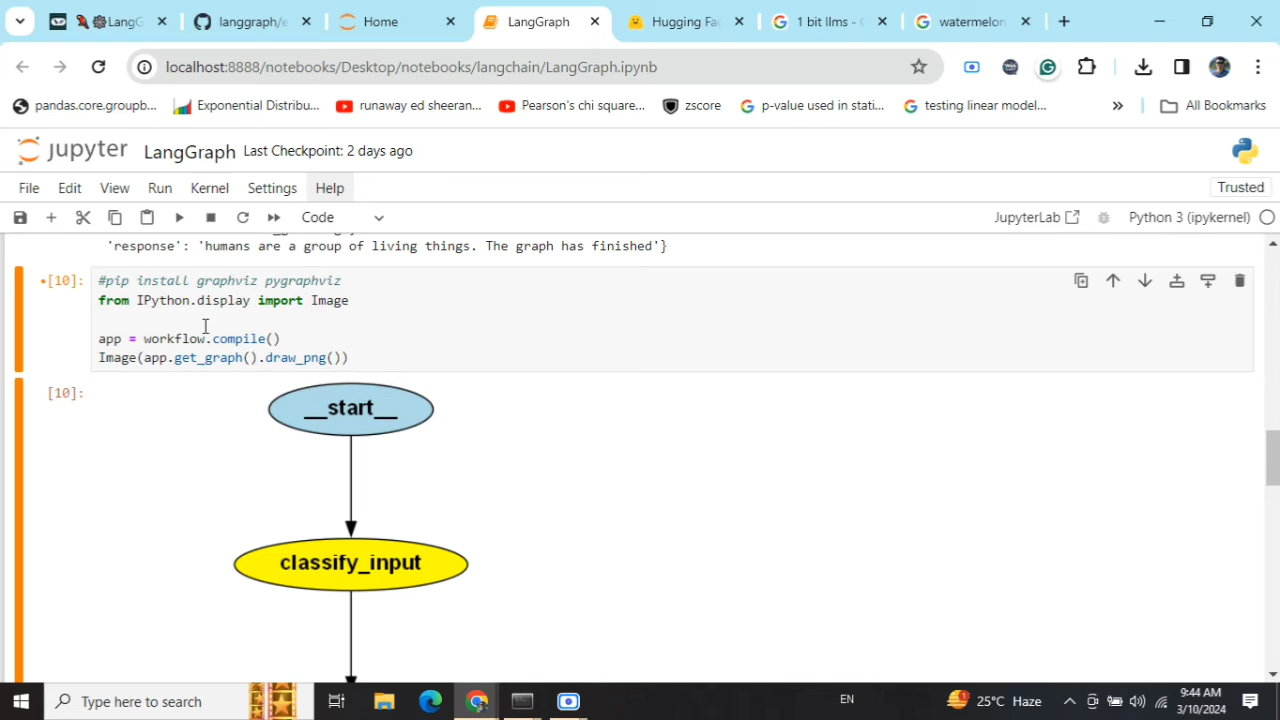 LangG
langgraph/e
Home
LangGraph
Hugging Fac
1 bit llms - G
watermelon
localhost:8888/notebooks/Desktop/notebooks/langchain/LangGraph.ipynb
pandas.core.groupb...
Exponential Distribu...
runaway ed sheeran...
Pearson's chi square...
zscore
p-value used in stati...
testing linear model...
»
All Bookmarks
jupyter LangGraph Last Checkpoint: 2 days ago
File Edit View Run Kernel Settings Help
Trusted
Code
JupyterLab
Python 3 (ipykernel)
'response': 'humans are a group of living things. The graph has finished'}
•[10]: #pip install graphviz pygraphviz
from IPython.display import Image
app = workflow.compile()
Image(app.get_graph().draw_png())
[10]:
__start__
classify_input
Type here to search
EN
1
25°C Haze
9:44 AM
3/10/2024